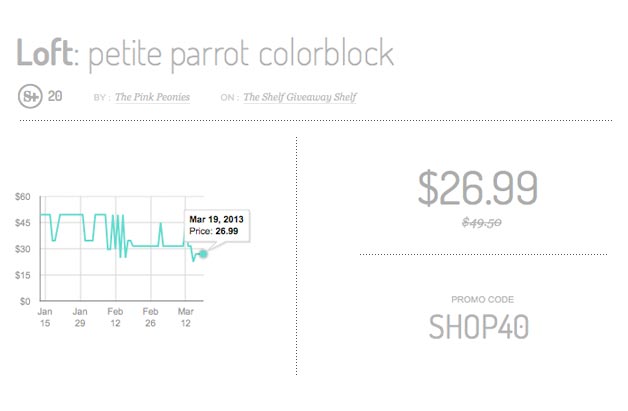 Loft: petite parrot colorblock
S+ 20 BY : The Pink Peonies ON : The Shelf Giveaway Shelf
$60
$45
$30
$15
$0
Jan 15
Jan 29
Feb 12
Feb 26
Mar 12
Mar 19, 2013
Price: 26.99
$26.99
$49.50
PROMO CODE
SHOP40